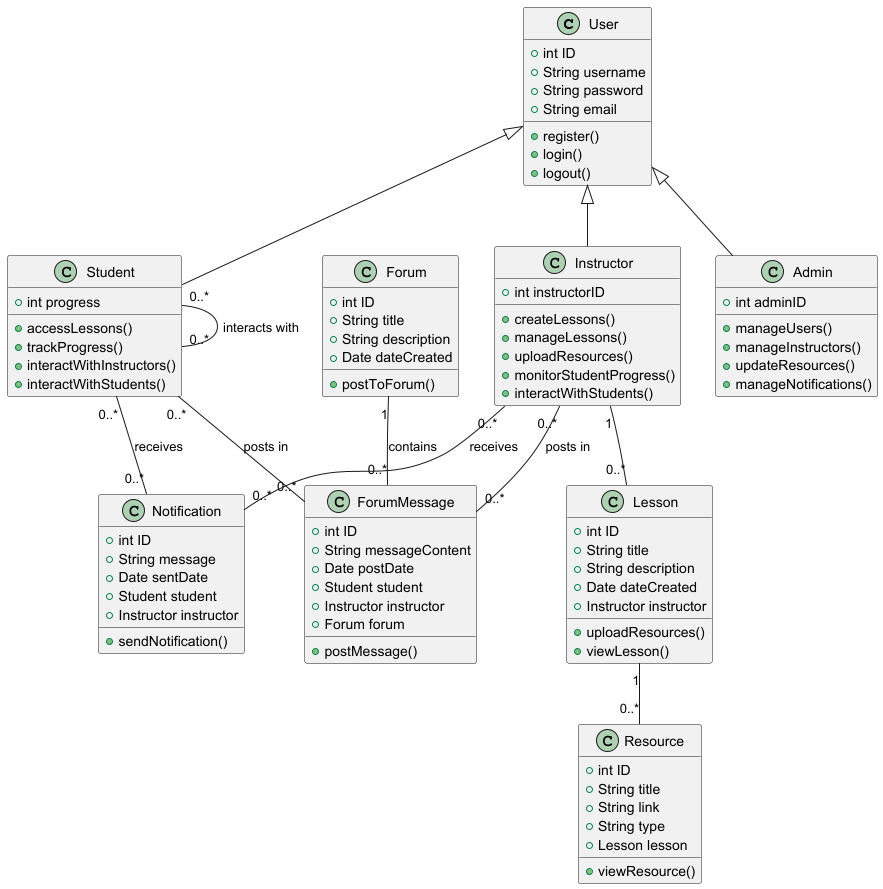 C User
int ID
String username
String password
String email
register()
login()
logout()
C Student
int progress
accessLessons()
trackProgress()
interactWithInstructors()
interactWithStudents()
0..*
0..*
interacts with
C Forum
int ID
String title
String description
Date dateCreated
postToForum()
C Instructor
int instructorID
createLessons()
manageLessons()
uploadResources()
monitorStudentProgress()
interactWithStudents()
C Admin
int adminID
manageUsers()
manageInstructors()
updateResources()
manageNotifications()
0..*
receives
0..*
0..*
posts in
0..*
1
contains
0..*
0..*
receives
0..*
0..*
posts in
0..*
1
0..*
C Notification
int ID
String message
Date sentDate
Student student
Instructor instructor
sendNotification()
C ForumMessage
int ID
String messageContent
Date postDate
Student student
Instructor instructor
Forum forum
postMessage()
C Lesson
int ID
String title
String description
Date dateCreated
Instructor instructor
uploadResources()
viewLesson()
1
0..*
C Resource
int ID
String title
String link
String type
Lesson lesson
viewResource()